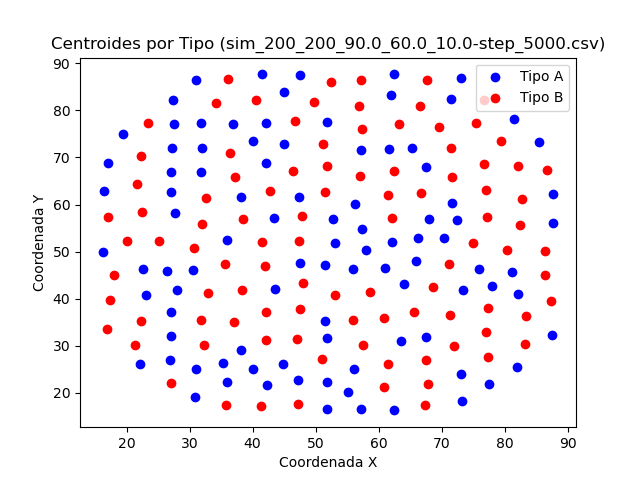 Centroides por Tipo (sim_200_200_90.0_60.0_10.0-step_5000.csv)
90
80
70
60
50
40
30
20
Coordenada Y
Tipo A
Tipo B
20 30 40 50 60 70 80 90
Coordenada X